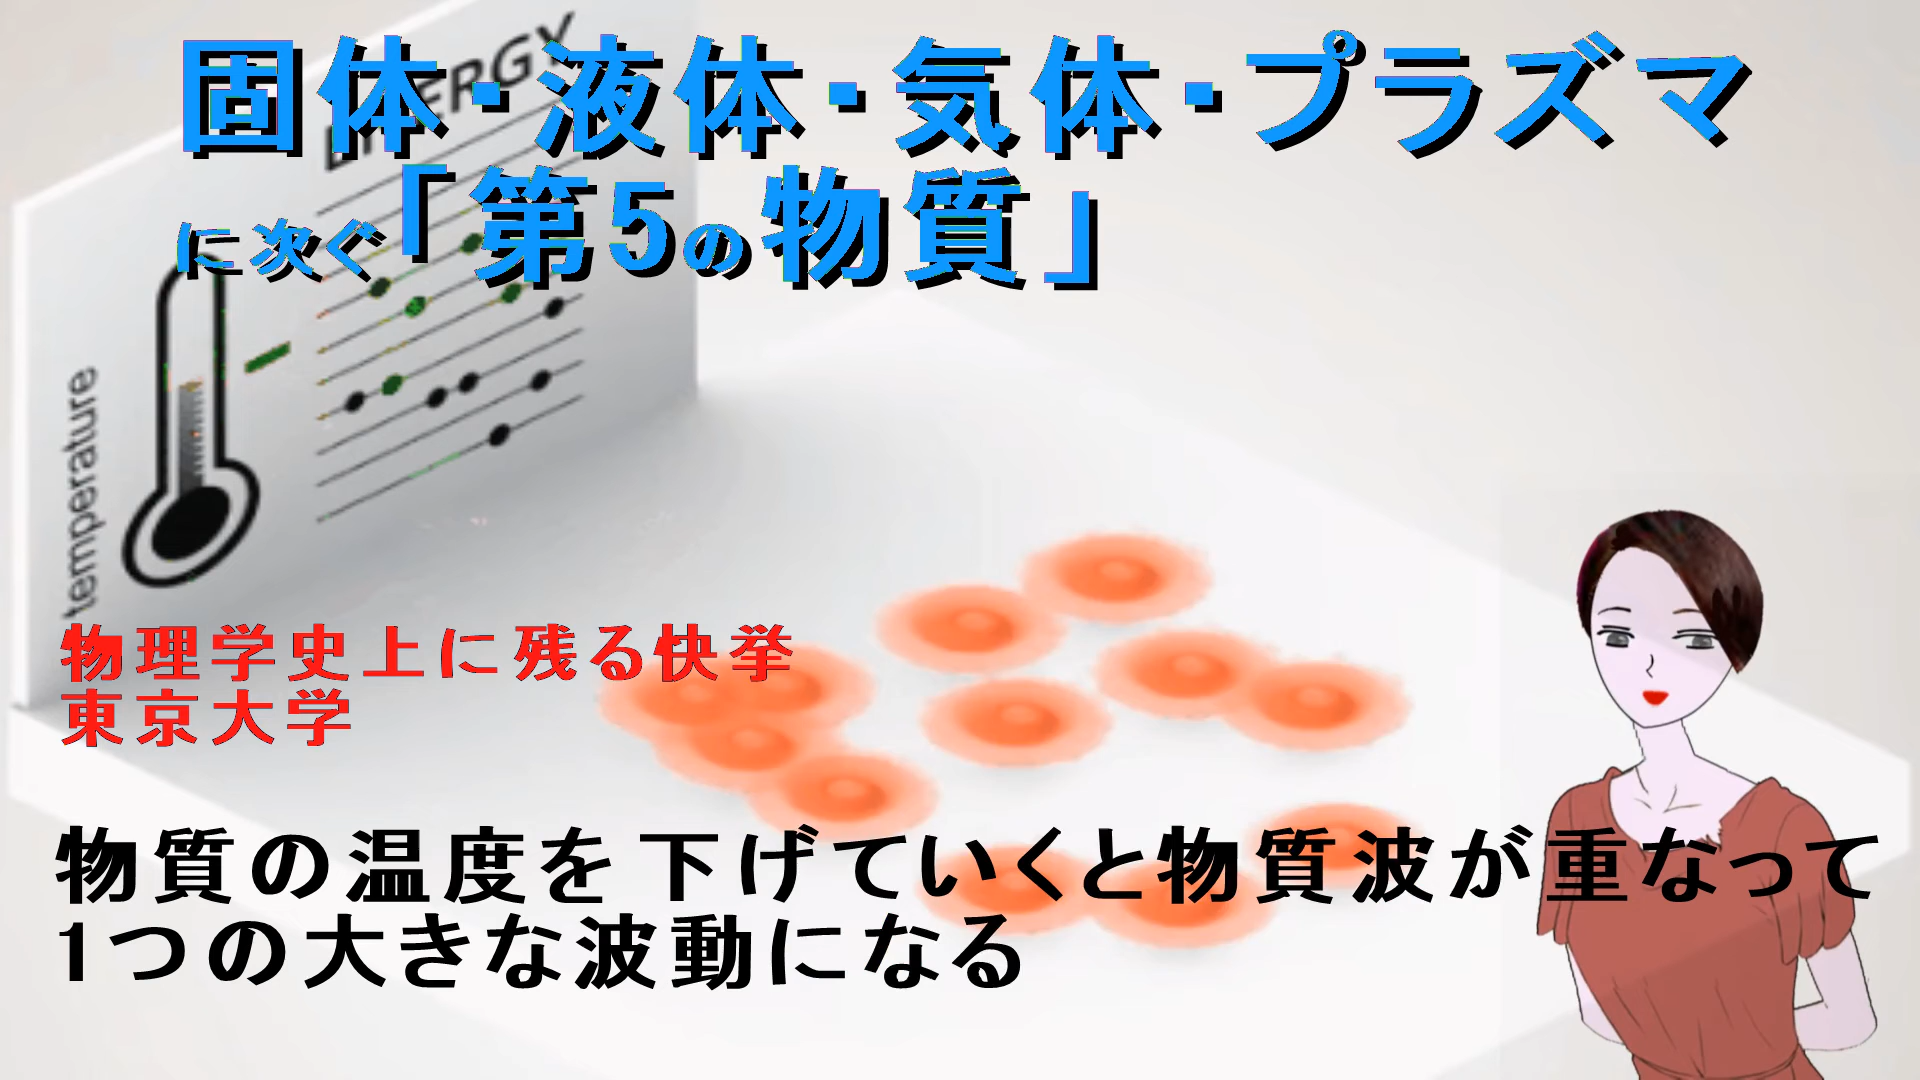 固体・液体・気体・プラズマ
に次ぐ「第5の物質」
ENERGY
temperature
物理学史上に残る快挙
東京大学
物質の温度を下げていくと物質波が重なって
1つの大きな波動になる